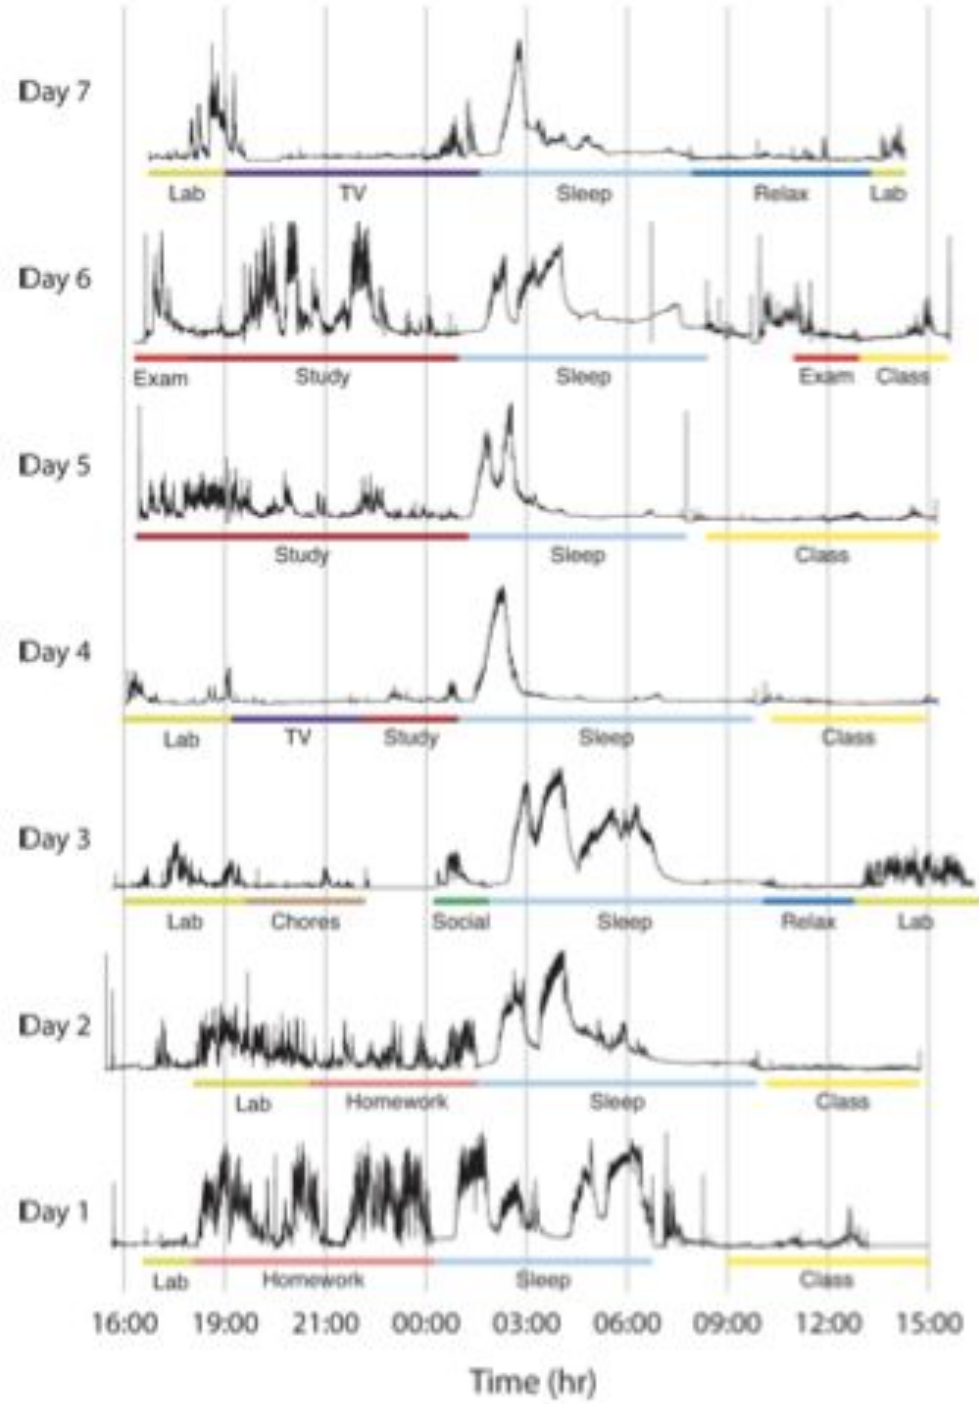 Day 7
Lab TV Sleep Relax Lab
Day 6
Exam Study Sleep Exam Class
Day 5
Study Sleep Class
Day 4
Lab TV Study Sleep Class
Day 3
Lab Chores Social Sleep Relax Lab
Day 2
Lab Homework Sleep Class
Day 1
Lab Homework Sleep Class
16:00 19:00 21:00 00:00 03:00 06:00 09:00 12:00 15:00
Time (hr)